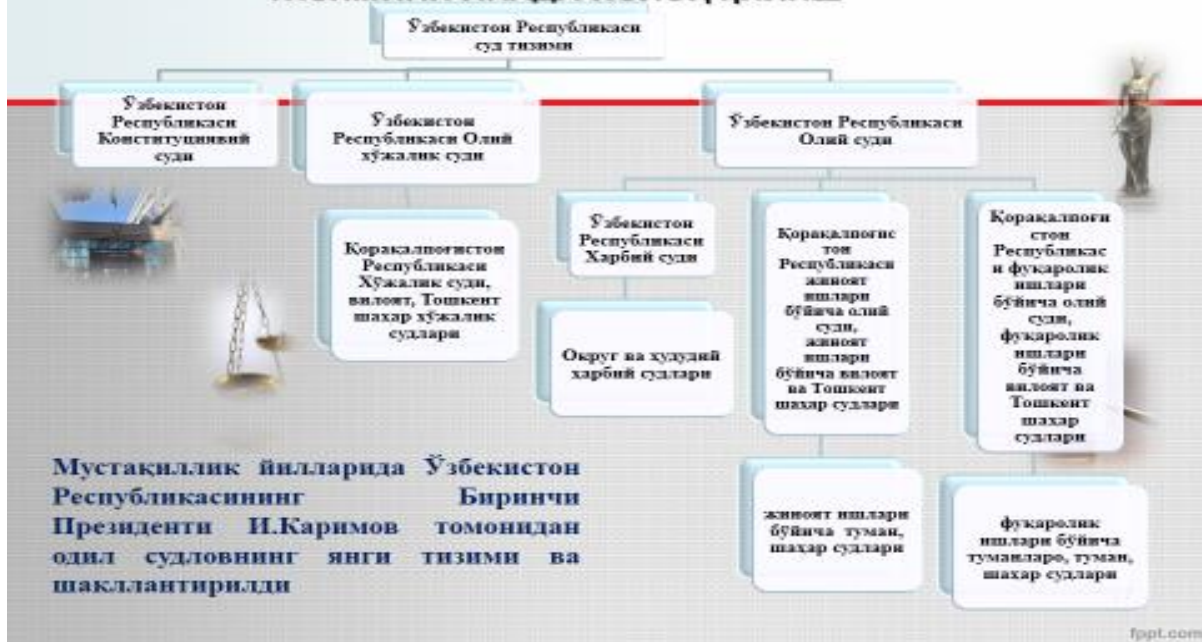 Ўзбекистон Республикаси
суд тизими
Ўзбекистон
Республикаси
Конституциявий
суди
Ўзбекистон
Республикаси Олий
хўжалик суди
Ўзбекистон Республикаси
Олий суди
Қорақалпоғистон
Республикаси
Хўжалик суди,
вилоят, Тошкент
шаҳар хўжалик
судлари
Ўзбекистон
Республикаси
Харбий суди
Округ ва ҳудудий
ҳарбий судлари
Қорақалпоғис
тон
Республикаси
жиноят
ишлари
бўйича олий
суди,
жиноят
ишлари
бўйича вилоят
ва Тошкент
шаҳар судлари
жиноят ишлари
бўйича туман,
шаҳар судлари
Қорақалпоғи
стон
Республикас
и фуқаролик
ишлари
бўйича олий
суди,
фуқаролик
ишлари
бўйича
вилоят ва
Тошкент
шаҳар
судлари
фуқаролик
ишлари бўйича
туманларо, туман,
шаҳар судлари
Мустақиллик йилларида Ўзбекистон
Республикасининг Биринчи
Президенти И.Каримов томонидан
одил судловнинг янги тизими ва
шакллантирилди
fppt.com